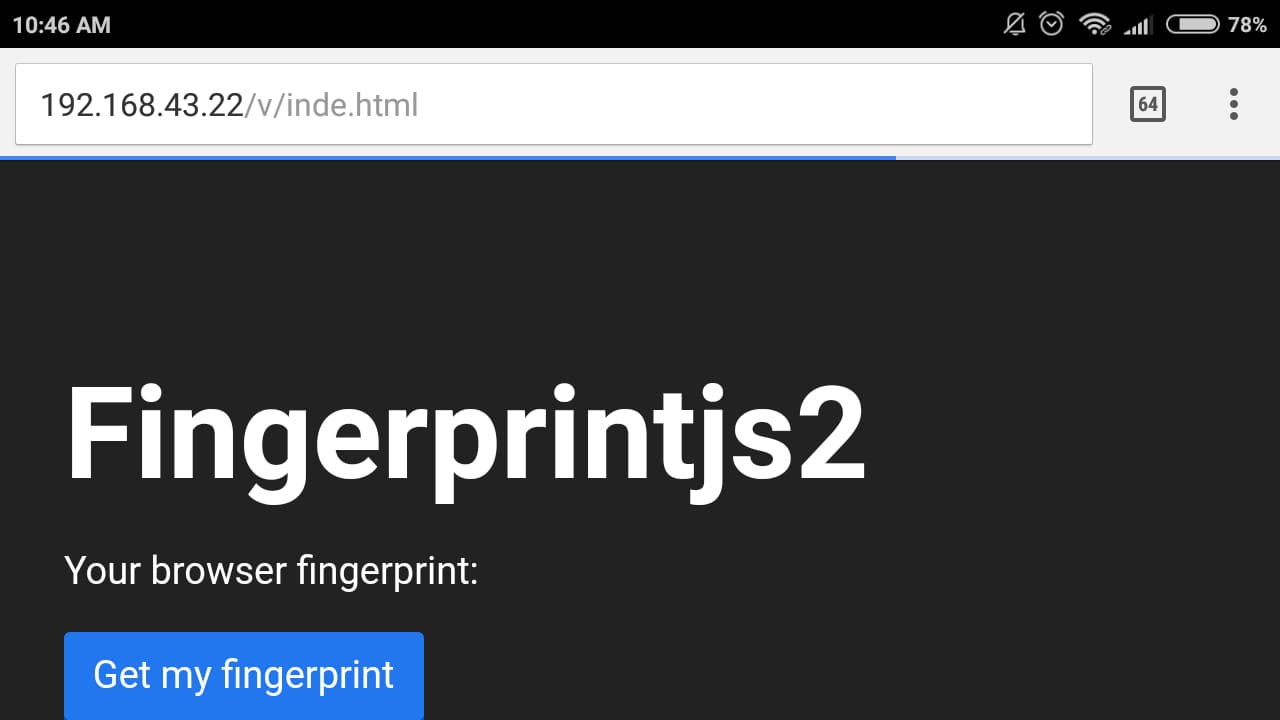 10:46 AM 78%
192.168.43.22/v/inde.html 64
Fingerprintjs2
Your browser fingerprint:
Get my fingerprint